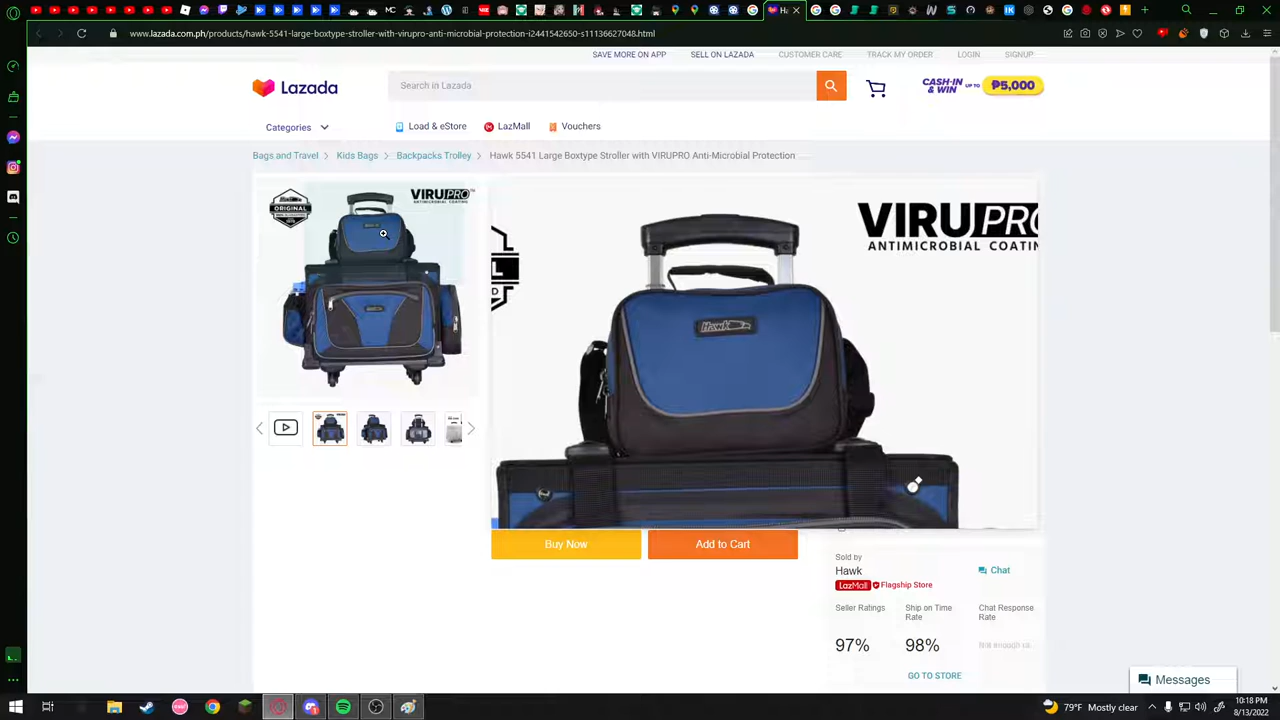 www.lazada.com.ph/products/hawk-5541-large-boxtype-stroller-with-virupro-anti-microbial-protection-i2441542650-s11136627048.html
SAVE MORE ON APP
SELL ON LAZADA
CUSTOMER CARE
TRACK MY ORDER
LOGIN
SIGNUP
Lazada
Search in Lazada
CASH-IN & WIN UP TO ₱5,000
Categories
Load & eStore
LazMall
Vouchers
Bags and Travel
Kids Bags
Backpacks Trolley
Hawk 5541 Large Boxtype Stroller with VIRUPRO Anti-Microbial Protection
ORIGINAL
VIRUPRO
ANTIMICROBIAL COATING
VIRUPRO
ANTIMICROBIAL COATIN
Hawk
Buy Now
Add to Cart
Sold by
Hawk
Chat
LazMall Flagship Store
Seller Ratings
Ship on Time Rate
Chat Response Rate
97%
98%
GO TO STORE
Messages
79°F Mostly clear
10:18 PM
8/13/2022